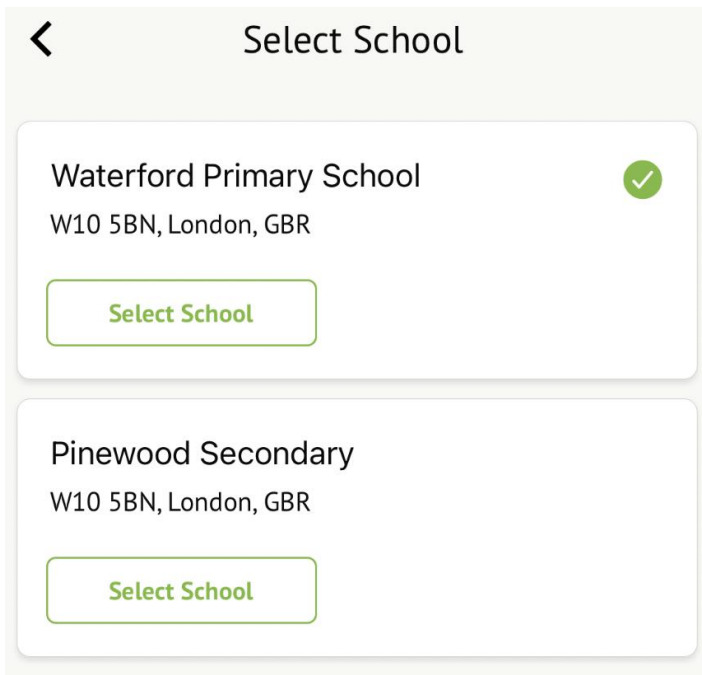 Select School
Waterford Primary School
W10 5BN, London, GBR
Select School
Pinewood Secondary
W10 5BN, London, GBR
Select School